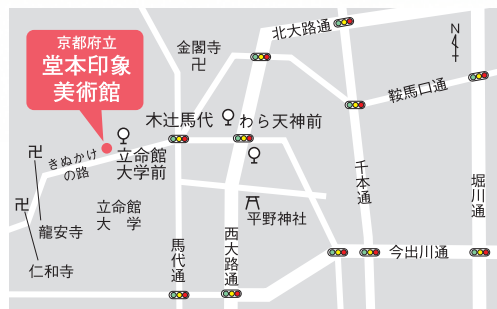 京都府立
堂本印象
美術館
金閣寺
卍
北大路通
N
鞍馬口通
木辻馬代
わら天神前
きぬかけ
の路
立命館
大学前
卍
卍
龍安寺
仁和寺
立命館
大学
平野神社
千本通
堀川通
馬代通
西大路通
今出川通